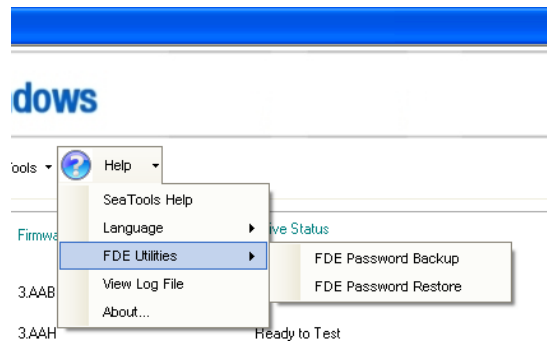 dows
ools Help
SeaTools Help
Language
Firmwa ive Status
FDE Utilities
FDE Password Backup
View Log File
FDE Password Restore
3.AAB
About...
3.AAH Ready to Test